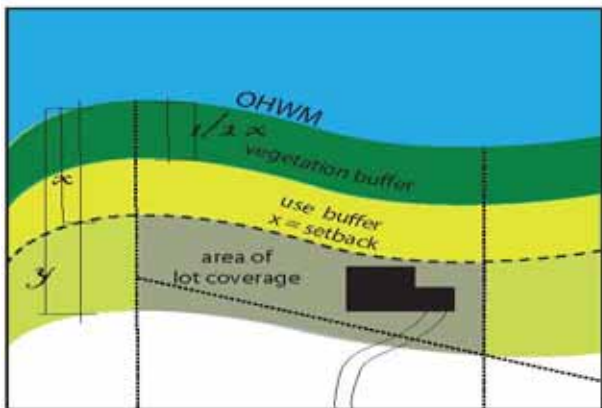 OHWM
1/2 x
vegetation buffer
x
use buffer
x = setback
area of
lot coverage
y